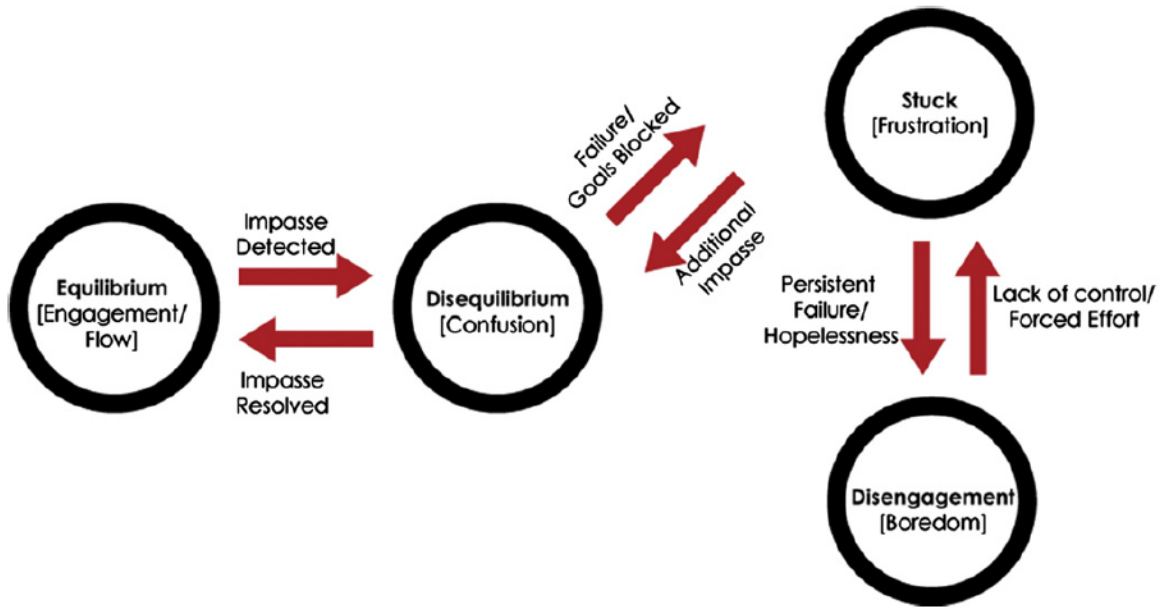 Equilibrium
[Engagement/
Flow]
Impasse
Detected
Impasse
Resolved
Disequilibrium
[Confusion]
Failure/
Goals Blocked
Additional
Impasse
Stuck
[Frustration]
Persistent
Failure/
Hopelessness
Lack of control/
Forced Effort
Disengagement
[Boredom]